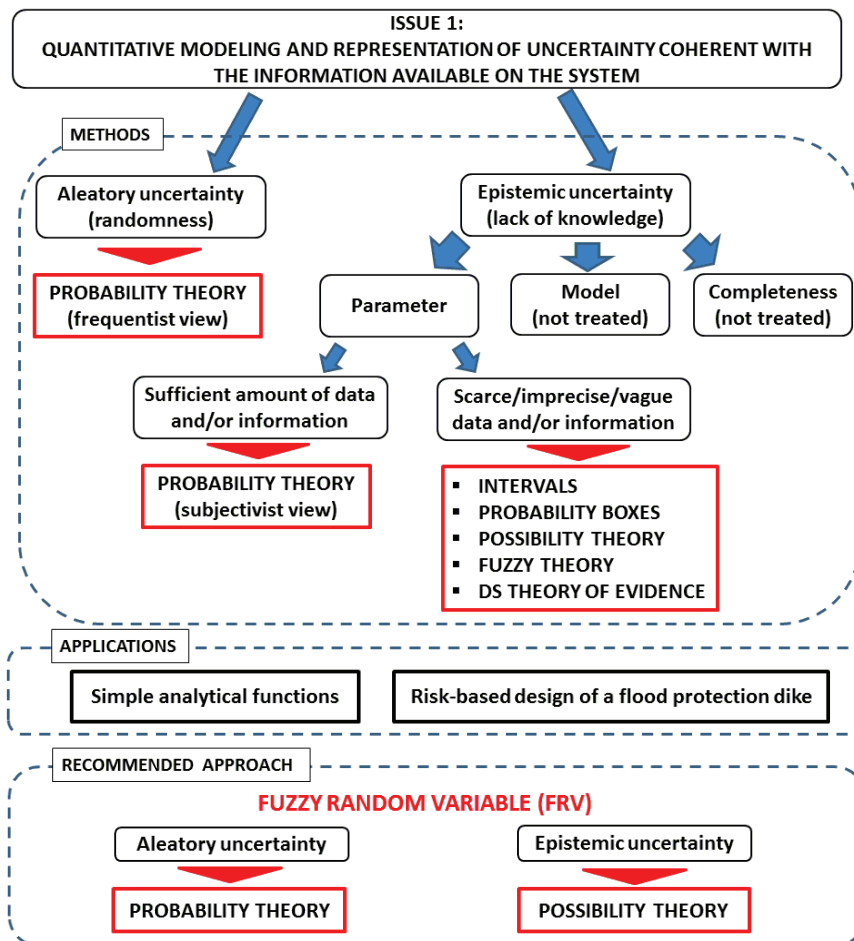 ISSUE 1:
QUANTITATIVE MODELING AND REPRESENTATION OF UNCERTAINTY COHERENT WITH
THE INFORMATION AVAILABLE ON THE SYSTEM
METHODS
Aleatory uncertainty
(randomness)
Epistemic uncertainty
(lack of knowledge)
PROBABILITY THEORY
(frequentist view)
Parameter
Model
(not treated)
Completeness
(not treated)
Sufficient amount of data
and/or information
Scarce/imprecise/vague
data and/or information
PROBABILITY THEORY
(subjectivist view)
▪ INTERVALS
▪ PROBABILITY BOXES
▪ POSSIBILITY THEORY
▪ FUZZY THEORY
▪ DS THEORY OF EVIDENCE
APPLICATIONS
Simple analytical functions
Risk-based design of a flood protection dike
RECOMMENDED APPROACH
FUZZY RANDOM VARIABLE (FRV)
Aleatory uncertainty
Epistemic uncertainty
PROBABILITY THEORY
POSSIBILITY THEORY